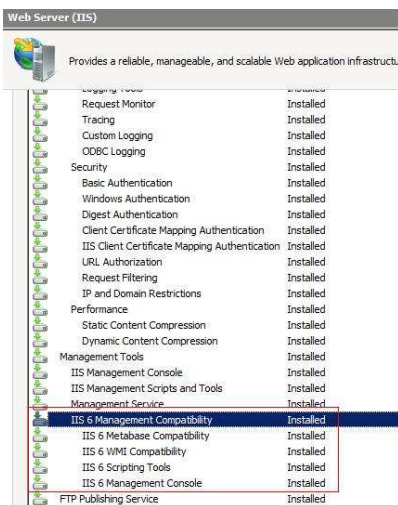 Web Server (IIS)
Provides a reliable, manageable, and scalable Web application infrastructu
Logging Tools Installed
Request Monitor Installed
Tracing Installed
Custom Logging Installed
ODBC Logging Installed
Security Installed
Basic Authentication Installed
Windows Authentication Installed
Digest Authentication Installed
Client Certificate Mapping Authentication Installed
IIS Client Certificate Mapping Authentication Installed
URL Authorization Installed
Request Filtering Installed
IP and Domain Restrictions Installed
Performance Installed
Static Content Compression Installed
Dynamic Content Compression Installed
Management Tools Installed
IIS Management Console Installed
IIS Management Scripts and Tools Installed
Management Service Installed
IIS 6 Management Compatibility Installed
IIS 6 Metabase Compatibility Installed
IIS 6 WMI Compatibility Installed
IIS 6 Scripting Tools Installed
IIS 6 Management Console Installed
FTP Publishing Service Installed